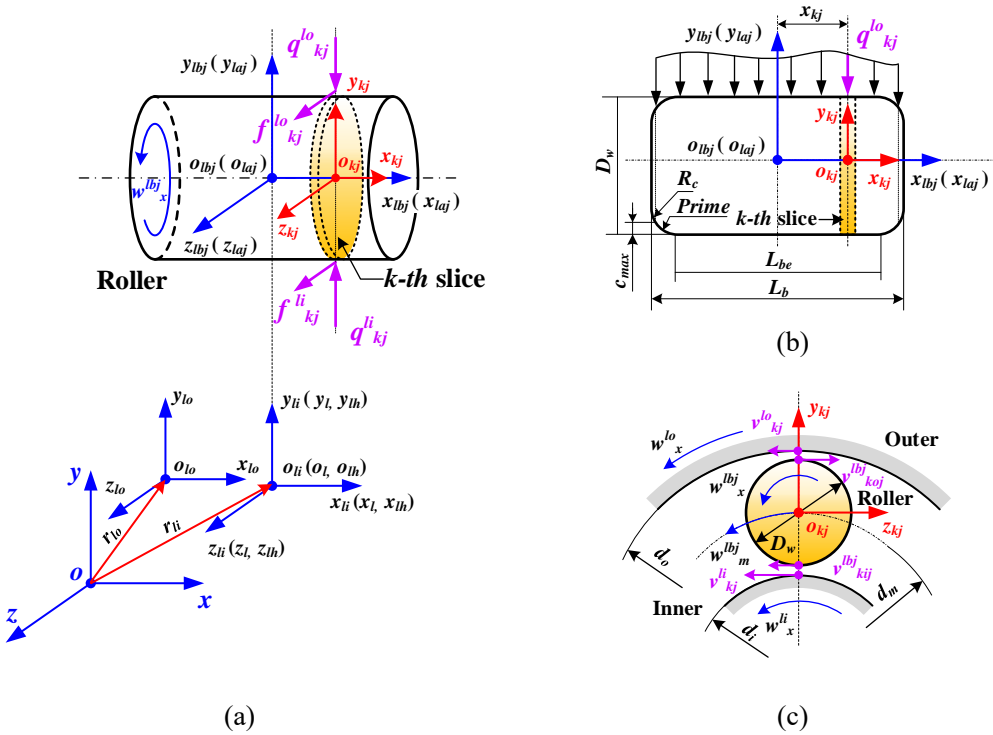 q^lo_kj
y_lbj (y_laj)
y_kj
f^lo_kj
o_lbj (o_laj)
o_kj
x_kj
w^lbj_x
x_lbj (x_laj)
z_kj
z_lbj (z_laj)
Roller
k-th slice
f^li_kj
q^li_kj
y_lo
y_li (y_l, y_lh)
y
o_lo
x_lo
o_li (o_l, o_lh)
z_lo
x_li (x_l, x_lh)
r_lo
r_li
z_li (z_l, z_lh)
o
x
z
(a)
x_kj
y_lbj (y_laj)
q^lo_kj
y_kj
D_w
o_lbj (o_laj)
o_kj
x_kj
x_lbj (x_laj)
R_c
Prime
k-th slice
c_max
L_be
L_b
(b)
y_kj
v^lo_kj
Outer
w^lo_x
w^lbj_x
v^lbj_koj
Roller
o_kj
z_kj
D_w
d_o
w^lbj_m
v^li_kj
v^lbj_kij
d_m
Inner
w^li_x
d_i
(c)